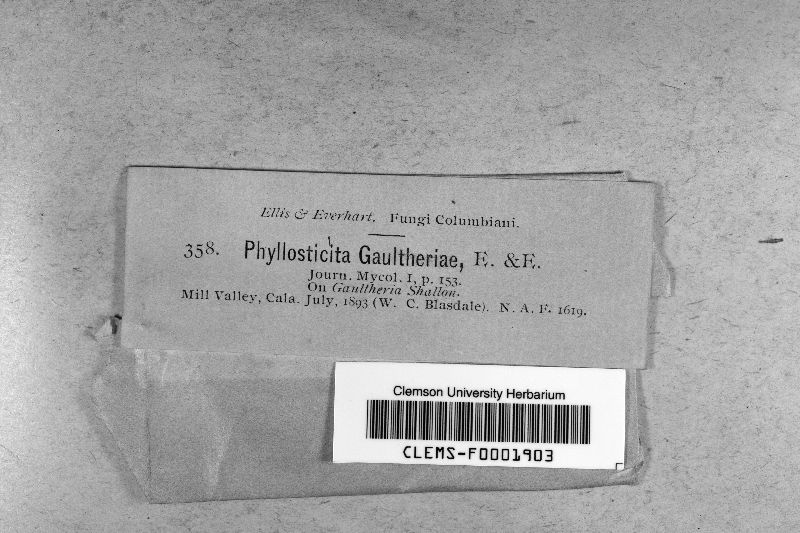 Ellis & Everhart. Fungi Columbiani.
358. Phyllosticita Gaultheriae, E. & E.
Journ. Mycol. I, p. 153.
On Gaultheria Shallon.
Mill Valley, Cala. July, 1893 (W. C. Blasdale). N. A. F. 1619.
Clemson University Herbarium
CLEMS-F0001903